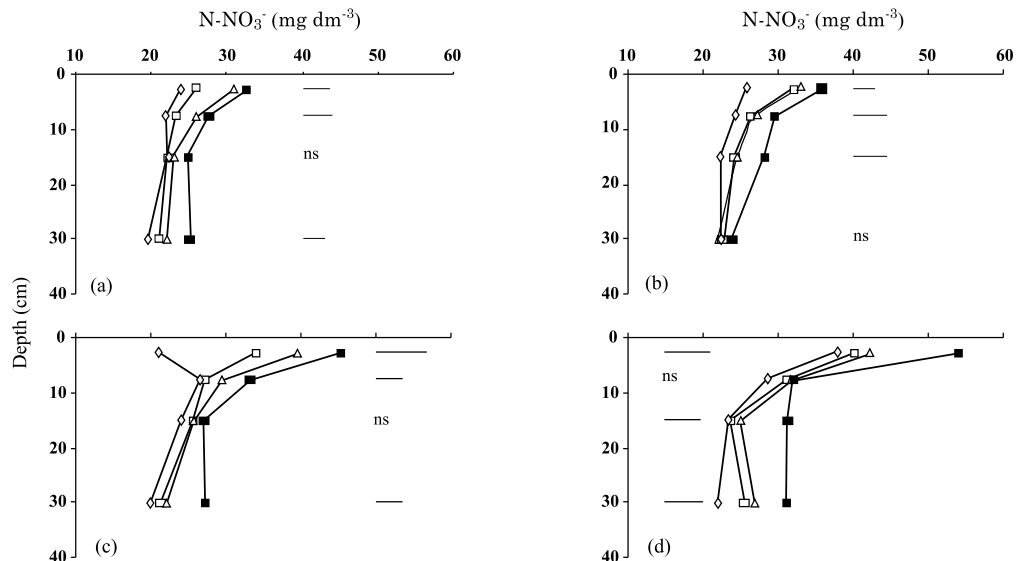 N-NO₃⁻ (mg dm⁻³) N-NO₃⁻ (mg dm⁻³)
10 20 30 40 50 60 10 20 30 40 50 60
0 0
10 10
ns
20 20
30 30 ns
40 (a) 40 (b)
Depth (cm)
0 0
10 ns 10
ns
20 20
30 30
40 (c) 40 (d)